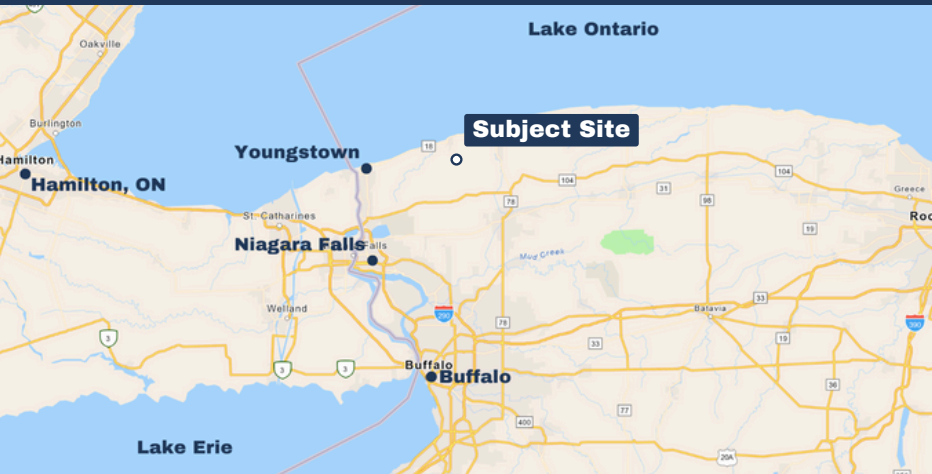 Lake Ontario
Oakville
Burlington
Subject Site
18
Youngstown
Hamilton
Hamilton, ON
104
104
31
98
78
Greece
St. Catharines
Roc
19
Niagara Falls
Falls
Mud Creek
Welland
33
Batavia
290
390
78
3
19
33
3
3
Buffalo
Buffalo
36
77
400
Lake Erie
20A